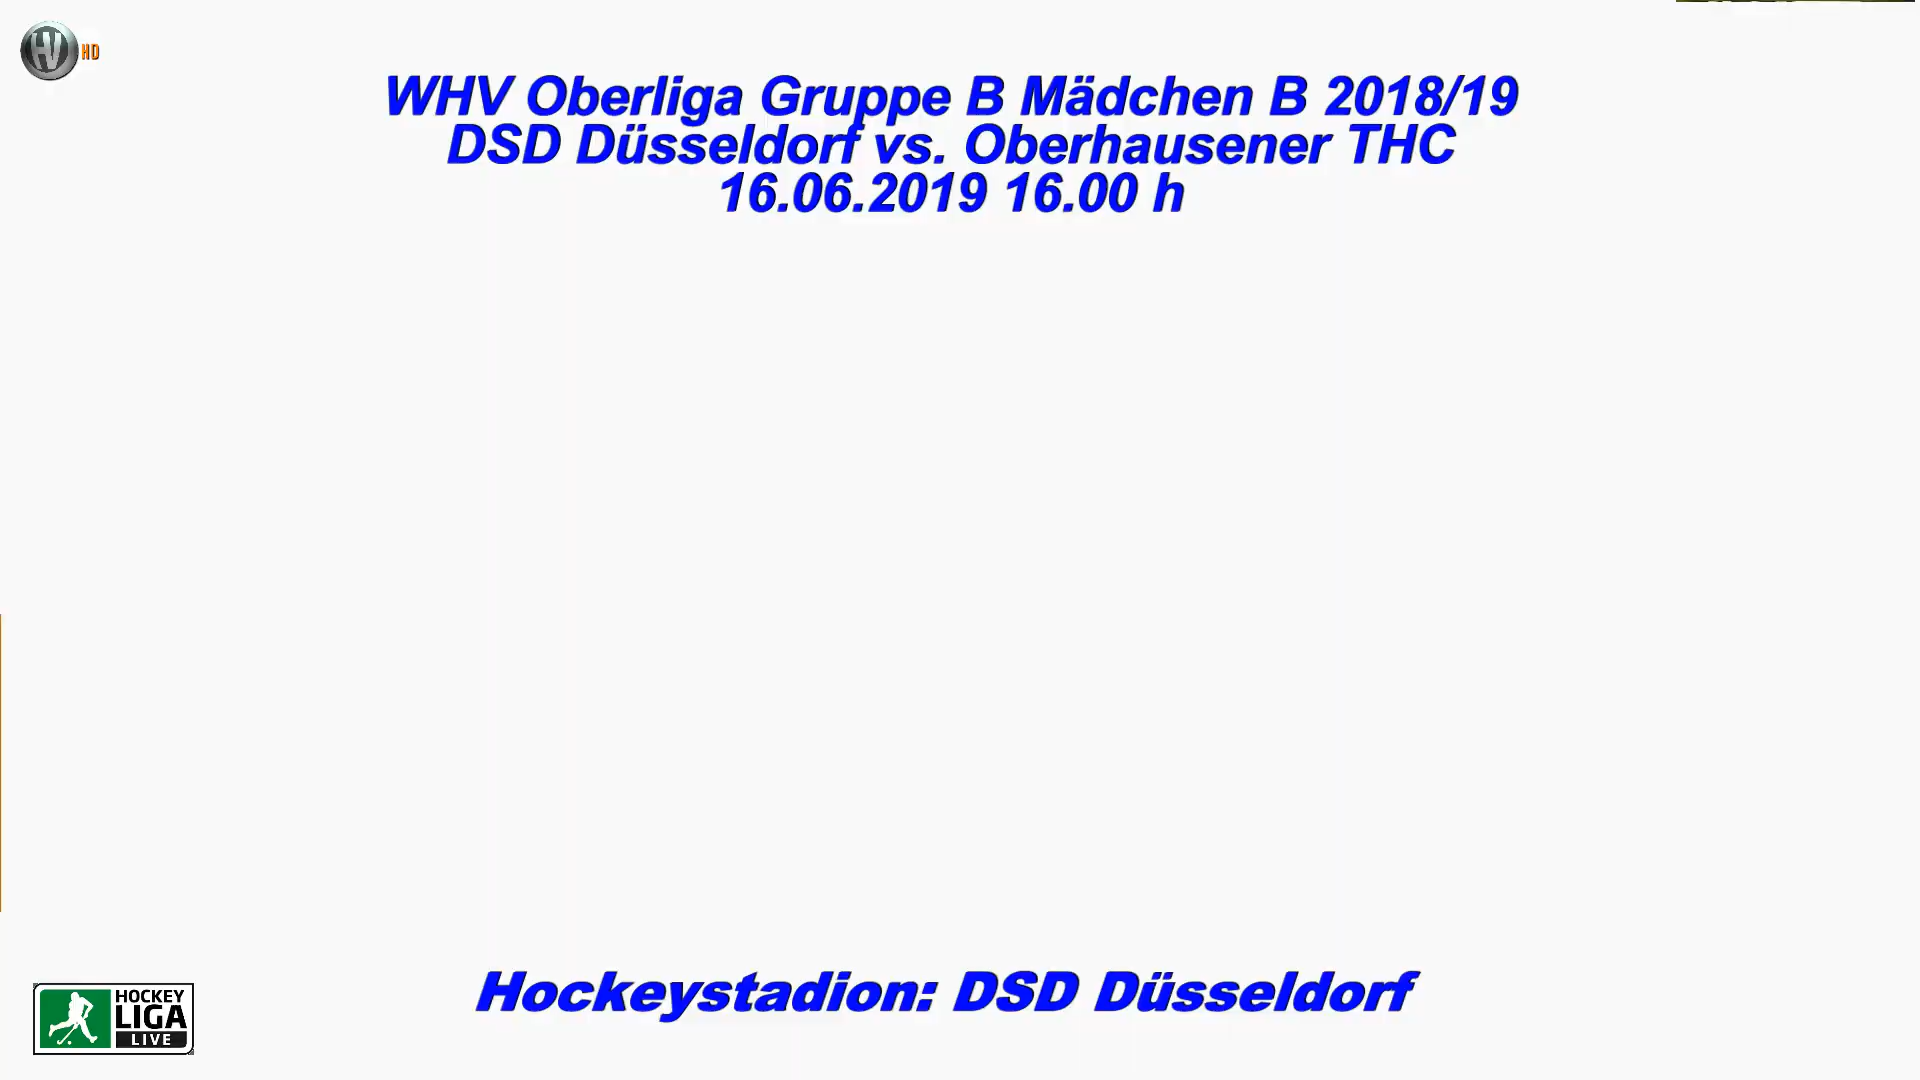 HV HD
WHV Oberliga Gruppe B Mädchen B 2018/19
DSD Düsseldorf vs. Oberhausener THC
16.06.2019 16.00 h
Hockeystadion: DSD Düsseldorf
HOCKEY
LIGA
LIVE